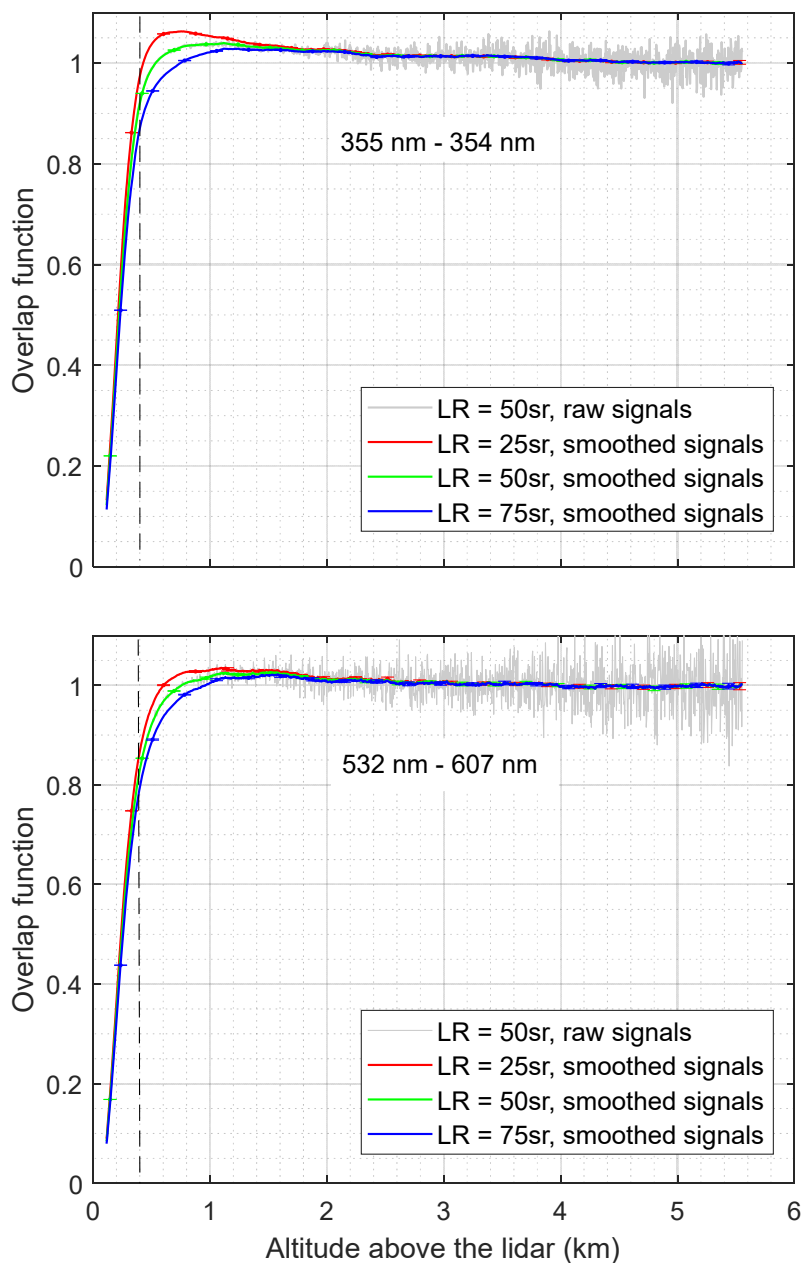 1
0.8
0.6
0.4
0.2
0
Overlap function
355 nm - 354 nm
LR = 50sr, raw signals
LR = 25sr, smoothed signals
LR = 50sr, smoothed signals
LR = 75sr, smoothed signals
1
0.8
0.6
0.4
0.2
0
Overlap function
532 nm - 607 nm
LR = 50sr, raw signals
LR = 25sr, smoothed signals
LR = 50sr, smoothed signals
LR = 75sr, smoothed signals
0 1 2 3 4 5 6
Altitude above the lidar (km)